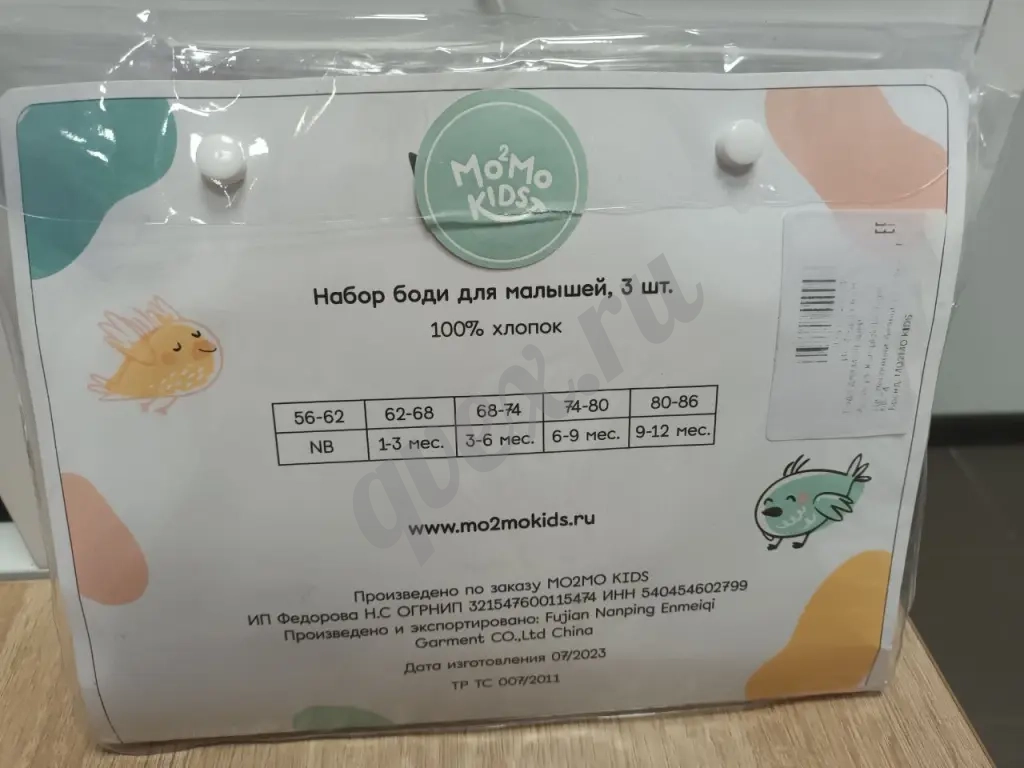 Mo2Mo
KIDS
Набор боди для малышей, 3 шт.
100% хлопок
56-62 62-68 68-74 74-80 80-86
NB 1-3 мес. 3-6 мес. 6-9 мес. 9-12 мес.
www.mo2mokids.ru
Произведено по заказу MO2MO KIDS
ИП Федорова Н.С ОГРНИП 321547600115474 ИНН 540454602799
Произведено и экспортировано: Fujian Nanping Enmeiqi
Garment CO.,Ltd China
Дата изготовления 07/2023
ТР ТС 007/2011
qvex.ru